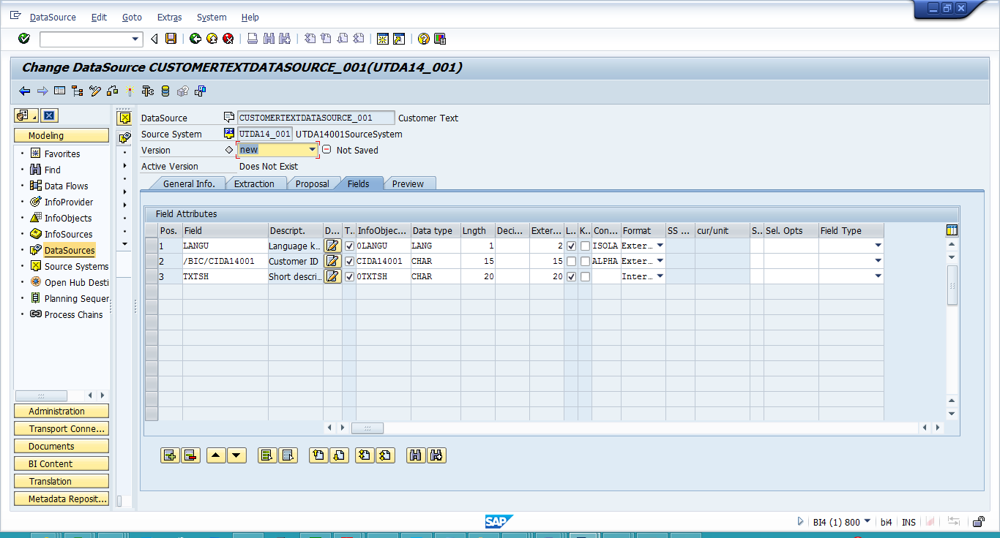 DataSource Edit Goto Extras System Help
Change DataSource CUSTOMERTEXTDATASOURCE_001(UTDA14_001)
Modeling
Favorites
Find
Data Flows
InfoProvider
InfoObjects
InfoSources
DataSources
Source Systems
Open Hub Desti
Planning Sequer
Process Chains
Administration
Transport Conne...
Documents
BI Content
Translation
Metadata Reposit...
DataSource CUSTOMERTEXTDATASOURCE_001 Customer Text
Source System UTDA14_001 UTDA14001SourceSystem
Version new Not Saved
Active Version Does Not Exist
General Info. Extraction Proposal Fields Preview
Field Attributes
Pos. Field Descript. D... T.. InfoObjec... Data type Lngth Deci... Exter... L.. K.. Con... Format SS ... cur/unit S.. Sel. Opts Field Type
1 LANGU Language k... 0LANGU LANG 1 2 ISOLA Exter...
2 /BIC/CIDA14001 Customer ID CIDA14001 CHAR 15 15 ALPHA Exter...
3 TXTSH Short descri... 0TXTSH CHAR 20 20 Inter...
SAP
BI4 (1) 800 bi4 INS